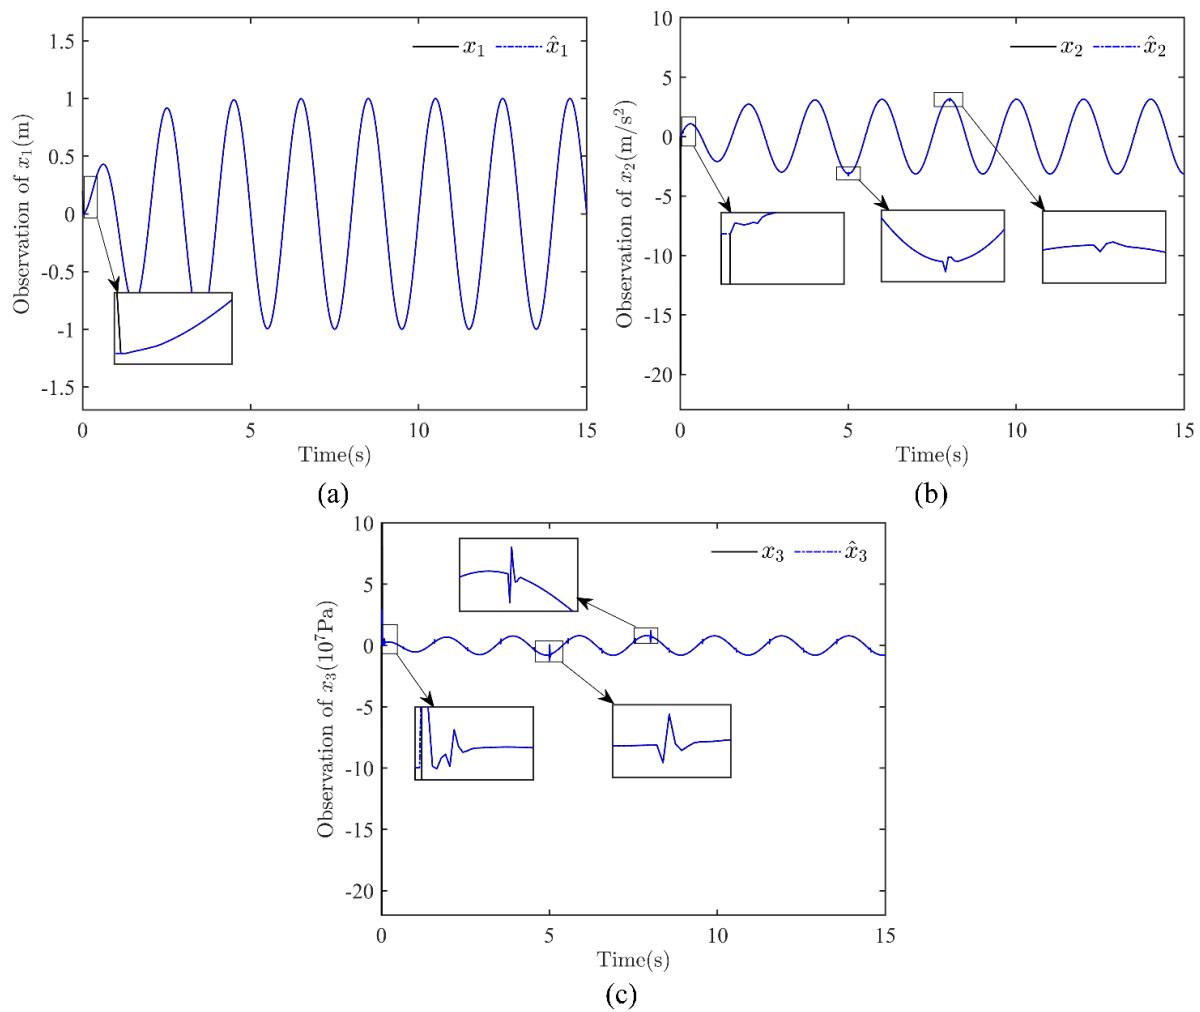 x₁ x̂₁
1.5
1
0.5
0
-0.5
-1
-1.5
Observation of x₁(m)
0 5 10 15
Time(s)
(a)
x₂ x̂₂
10
5
0
-5
-10
-15
-20
Observation of x₂(m/s²)
0 5 10 15
Time(s)
(b)
x₃ x̂₃
10
5
0
-5
-10
-15
-20
Observation of x₃(10⁷Pa)
0 5 10 15
Time(s)
(c)